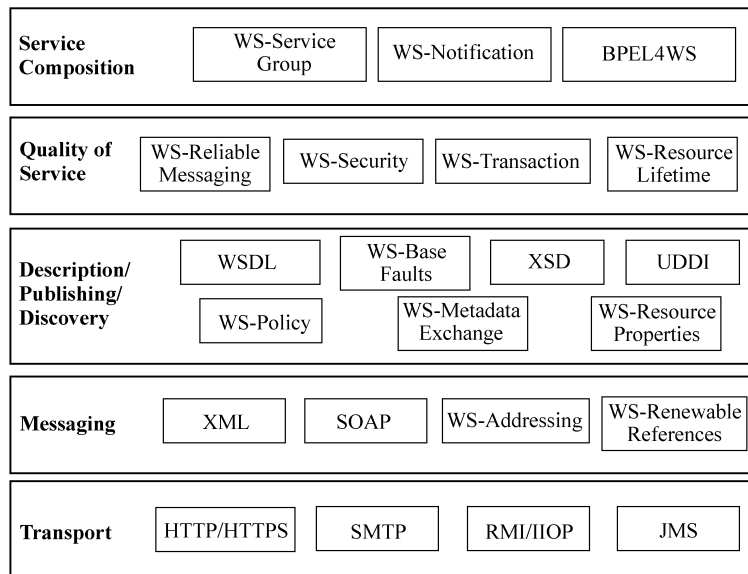 Service
Composition
WS-Service
Group
WS-Notification
BPEL4WS
Quality of
Service
WS-Reliable
Messaging
WS-Security
WS-Transaction
WS-Resource
Lifetime
Description/
Publishing/
Discovery
WSDL
WS-Base
Faults
XSD
UDDI
WS-Policy
WS-Metadata
Exchange
WS-Resource
Properties
Messaging
XML
SOAP
WS-Addressing
WS-Renewable
References
Transport
HTTP/HTTPS
SMTP
RMI/IIOP
JMS